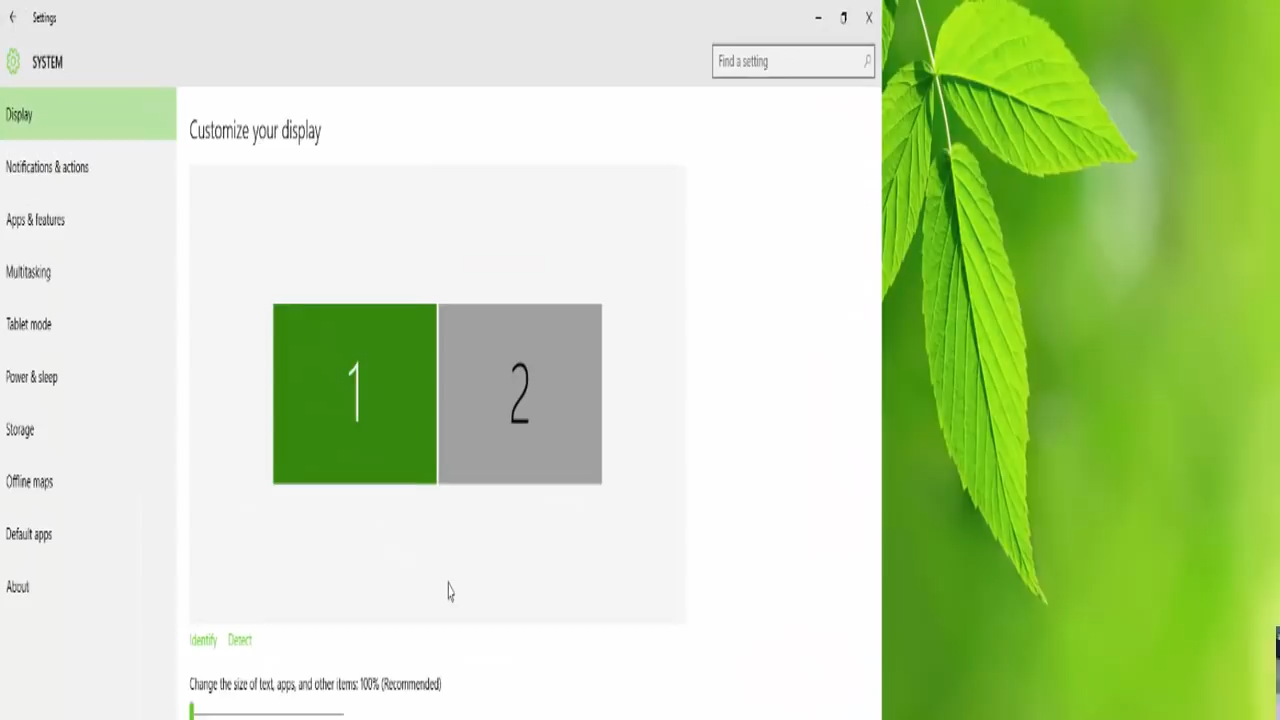 Settings
SYSTEM
Find a setting
Display
Notifications & actions
Apps & features
Multitasking
Tablet mode
Power & sleep
Storage
Offline maps
Default apps
About
Customize your display
1
2
Identify Detect
Change the size of text, apps, and other items: 100% (Recommended)